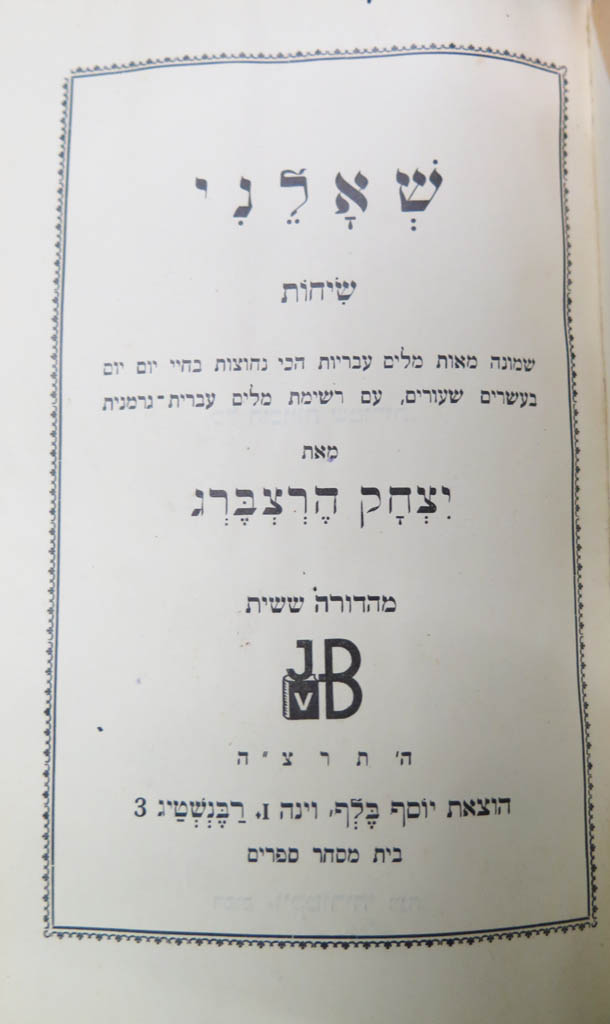 שְׁאָלֵנִי
שִׂיחוֹת
שמונה מאות מלים עבריות הכי נחוצות בחיי יום יום
בעשרים שעורים, עם רשימת מלים עברית־גרמנית
מאת
יִצְחָק הֶרְצְבֶּרְג
מהדורה ששית
JB
V
ה' תרצ"ה
הוצאת יוסף בֶּלְף, וינה I. רַבֶּנְשְׁטַיג 3
בית מסחר ספרים